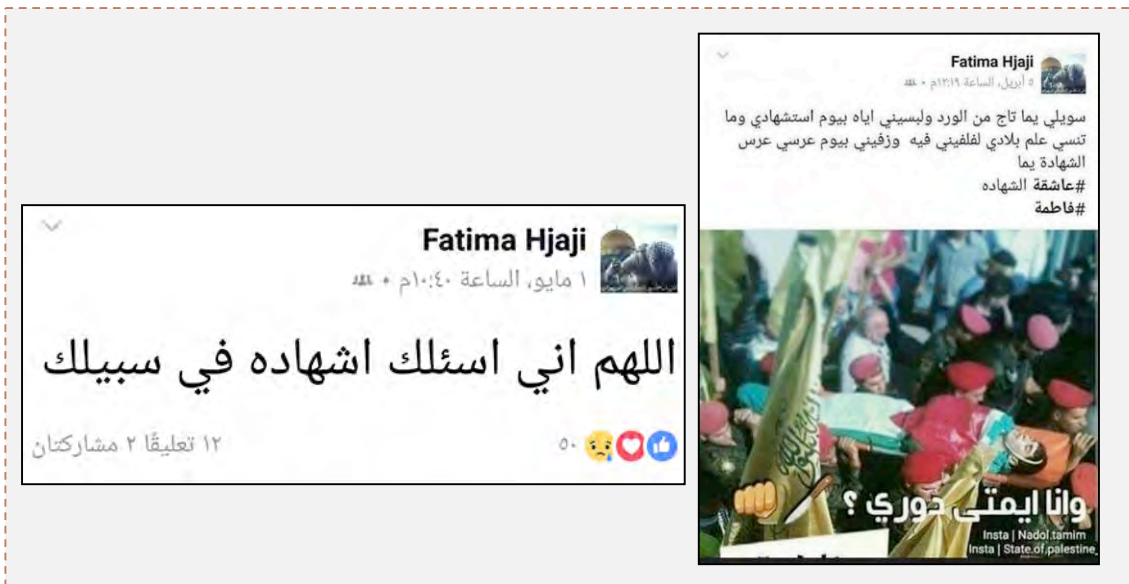 Fatima Hjaji
١ مايو، الساعة ١٠:٤٠م
اللهم اني اسئلك اشهاده في سبيلك
٥٠
١٢ تعليقًا ٢ مشاركتان
Fatima Hjaji
٥ أبريل، الساعة ١٢:١٩م
سويلي يما تاج من الورد ولبسيني اياه بيوم استشهادي وما
تنسي علم بلادي لفلفيني فيه وزفيني بيوم عرسي عرس
الشهادة يما
#عاشقة الشهاده
#فاطمة
وانا ايمتى دوري ؟
Insta | Nadol.tamim
Insta | State.of.palestine_